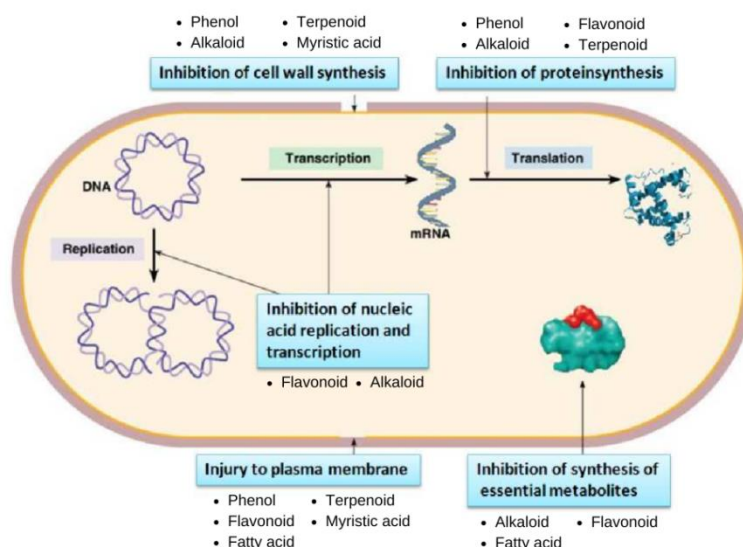 • Phenol • Terpenoid
• Alkaloid • Myristic acid
Inhibition of cell wall synthesis
• Phenol • Flavonoid
• Alkaloid • Terpenoid
Inhibition of proteinsynthesis
DNA
Transcription
mRNA
Translation
Replication
Inhibition of nucleic
acid replication and
transcription
• Flavonoid • Alkaloid
Injury to plasma membrane
• Phenol • Terpenoid
• Flavonoid • Myristic acid
• Fatty acid
Inhibition of synthesis of
essential metabolites
• Alkaloid • Flavonoid
• Fatty acid